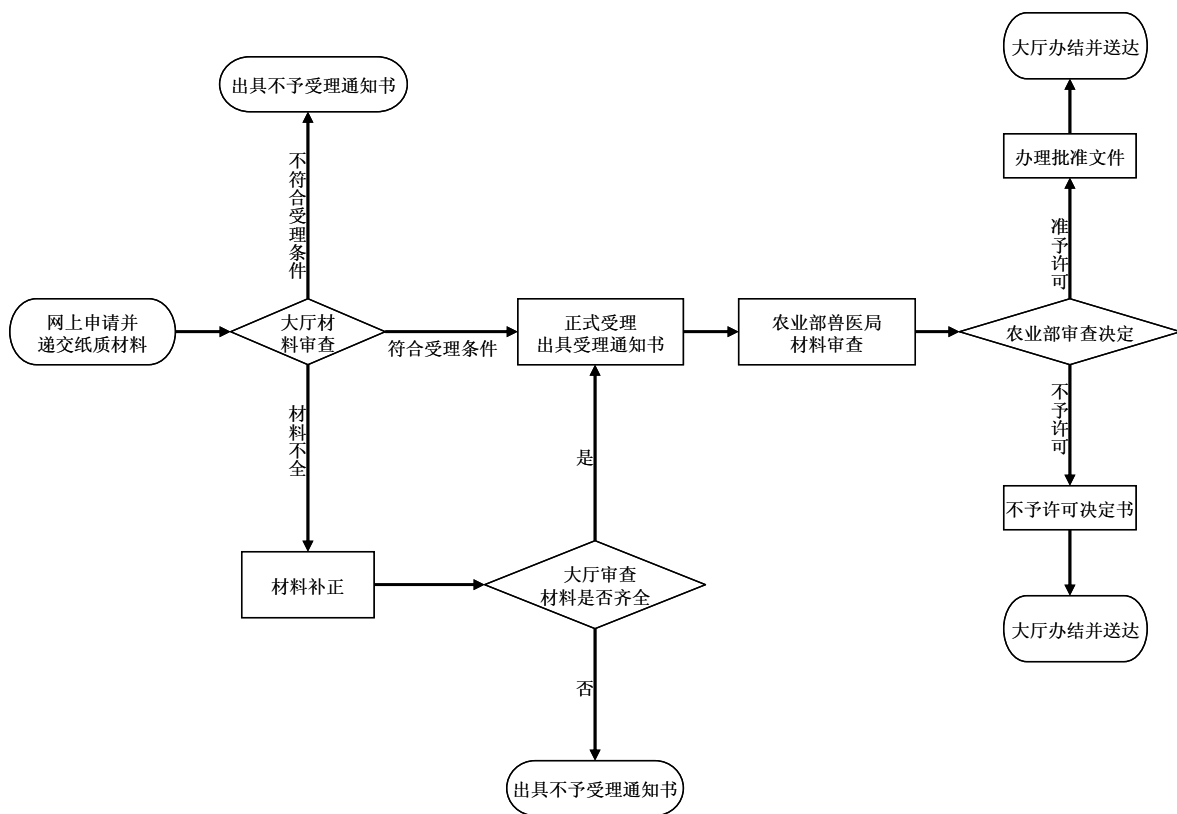 大厅办结并送达
出具不予受理通知书
办理批准文件
不符合受理条件
准予许可
网上申请并
递交纸质材料
大厅材
料审查
符合受理条件
正式受理
出具受理通知书
农业部兽医局
材料审查
农业部审查决定
材料不全
是
不予许可
不予许可决定书
材料补正
大厅审查
材料是否齐全
大厅办结并送达
否
出具不予受理通知书